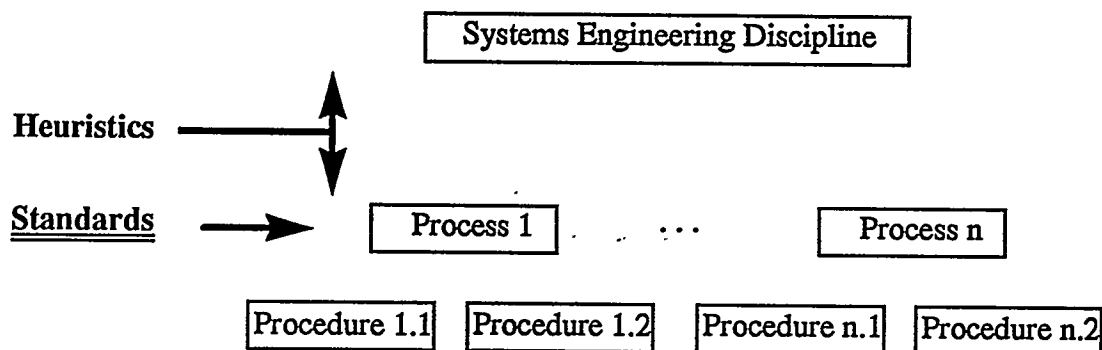 Systems Engineering Discipline
Heuristics
Standards
Process 1 ... Process n
Procedure 1.1 Procedure 1.2 Procedure n.1 Procedure n.2